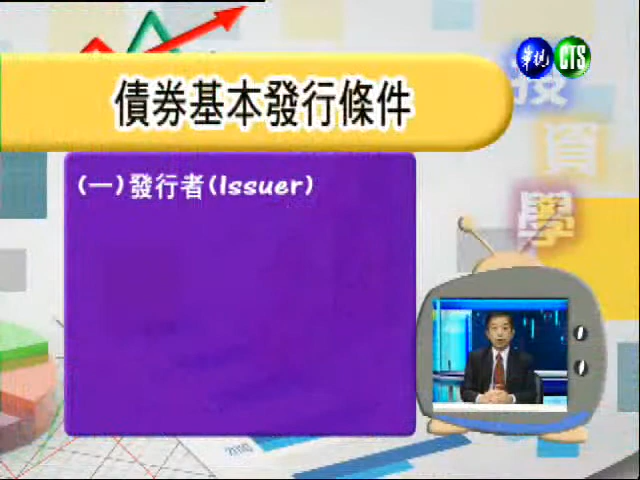 華視 CTS
債券基本發行條件
投
資
學
(一)發行者(Issuer)